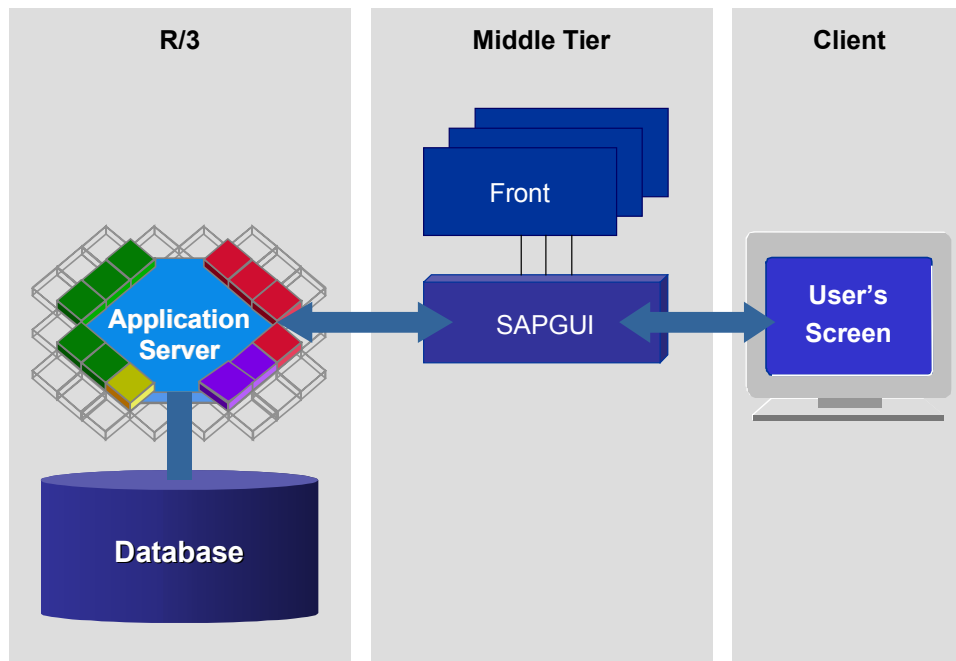 R/3
Middle Tier
Client
Front
SAPGUI
Application
Server
User's
Screen
Database